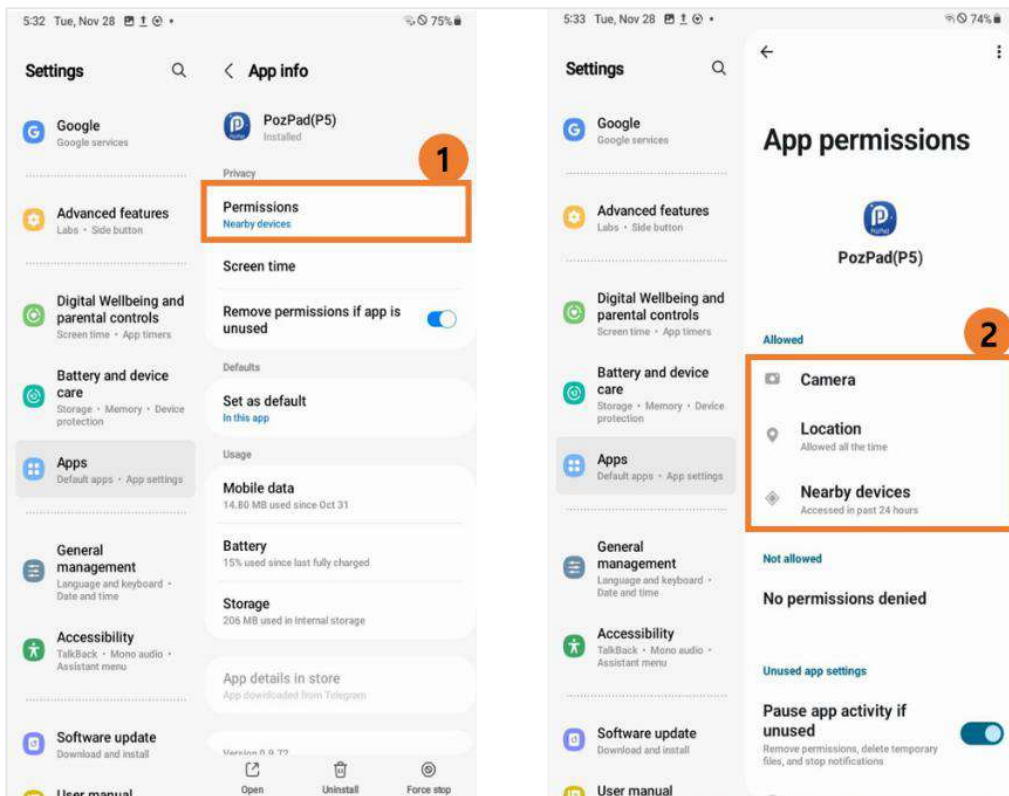 5:32 Tue, Nov 28
75%
Settings
Google
Google services
Advanced features
Labs • Side button
Digital Wellbeing and
parental controls
Screen time • App timers
Battery and device
care
Storage • Memory • Device
protection
Apps
Default apps • App settings
General
management
Language and keyboard •
Date and time
Accessibility
TalkBack • Mono audio •
Assistant menu
Software update
Download and install
User manual
App info
PozPad(P5)
Installed
1
Privacy
Permissions
Nearby devices
Screen time
Remove permissions if app is
unused
Defaults
Set as default
In this app
Usage
Mobile data
14.80 MB used since Oct 31
Battery
15% used since last fully charged
Storage
206 MB used in Internal storage
App details in store
App downloaded from Telegram
Version 0.9.72
Open
Uninstall
Force stop
5:33 Tue, Nov 28
74%
Settings
Google
Google services
Advanced features
Labs • Side button
Digital Wellbeing and
parental controls
Screen time • App timers
Battery and device
care
Storage • Memory • Device
protection
Apps
Default apps • App settings
General
management
Language and keyboard •
Date and time
Accessibility
TalkBack • Mono audio •
Assistant menu
Software update
Download and install
User manual
App permissions
PozPad
PozPad(P5)
2
Allowed
Camera
Location
Allowed all the time
Nearby devices
Accessed in past 24 hours
Not allowed
No permissions denied
Unused app settings
Pause app activity if
unused
Remove permissions, delete temporary
files, and stop notifications